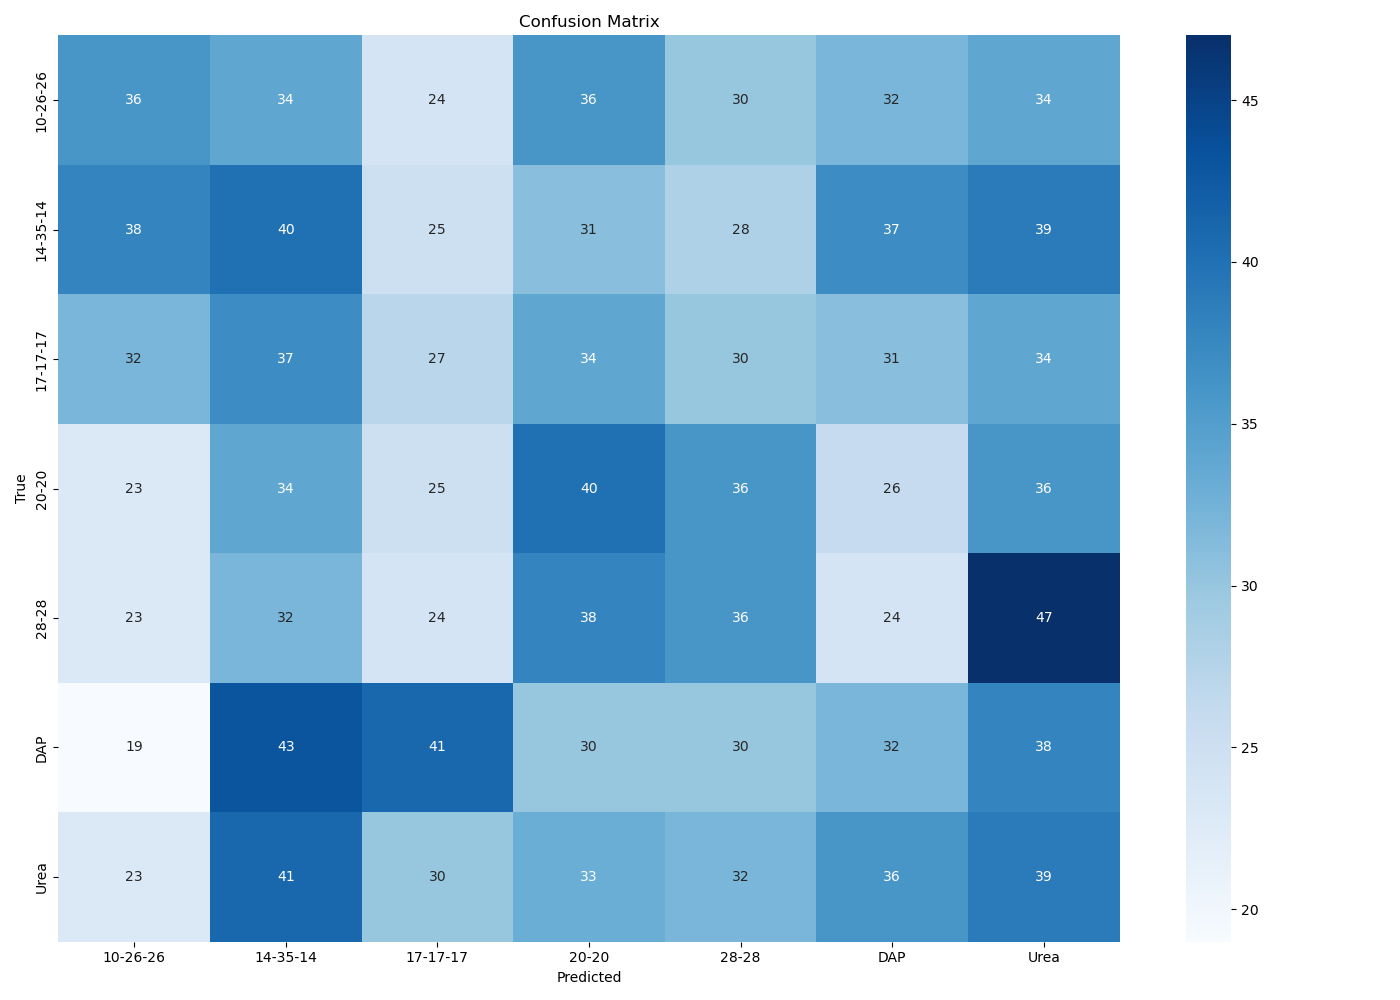 Confusion Matrix
10-26-26 36 34 24 36 30 32 34
14-35-14 38 40 25 31 28 37 39
17-17-17 32 37 27 34 30 31 34
True
20-20 23 34 25 40 36 26 36
28-28 23 32 24 38 36 24 47
DAP 19 43 41 30 30 32 38
Urea 23 41 30 33 32 36 39
10-26-26 14-35-14 17-17-17 20-20 28-28 DAP Urea
Predicted
45
40
35
30
25
20